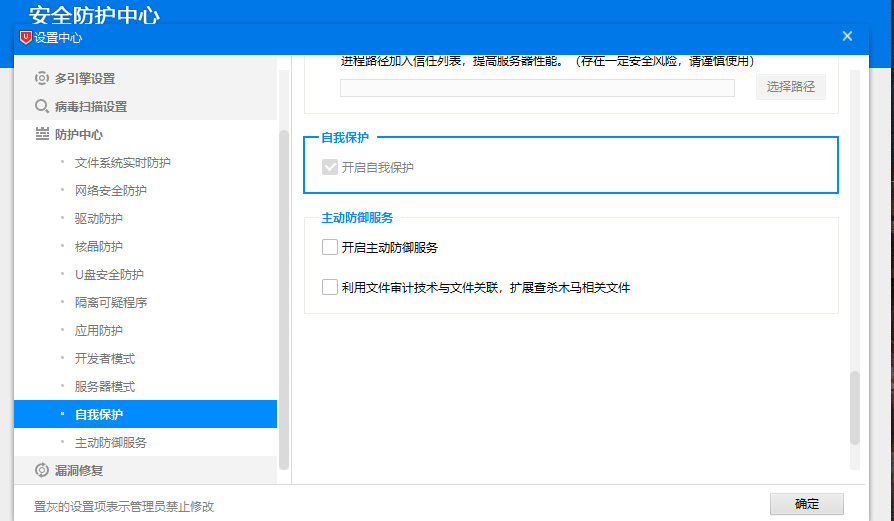 安全防护中心
设置中心
多引擎设置
病毒扫描设置
防护中心
文件系统实时防护
网络安全防护
驱动防护
核晶防护
U盘安全防护
隔离可疑程序
应用防护
开发者模式
服务器模式
自我保护
主动防御服务
漏洞修复
进程路径加入信任列表，提高服务器性能。（存在一定安全风险，请谨慎使用）
选择路径
自我保护
开启自我保护
主动防御服务
开启主动防御服务
利用文件审计技术与文件关联，扩展查杀木马相关文件
置灰的设置项表示管理员禁止修改
确定